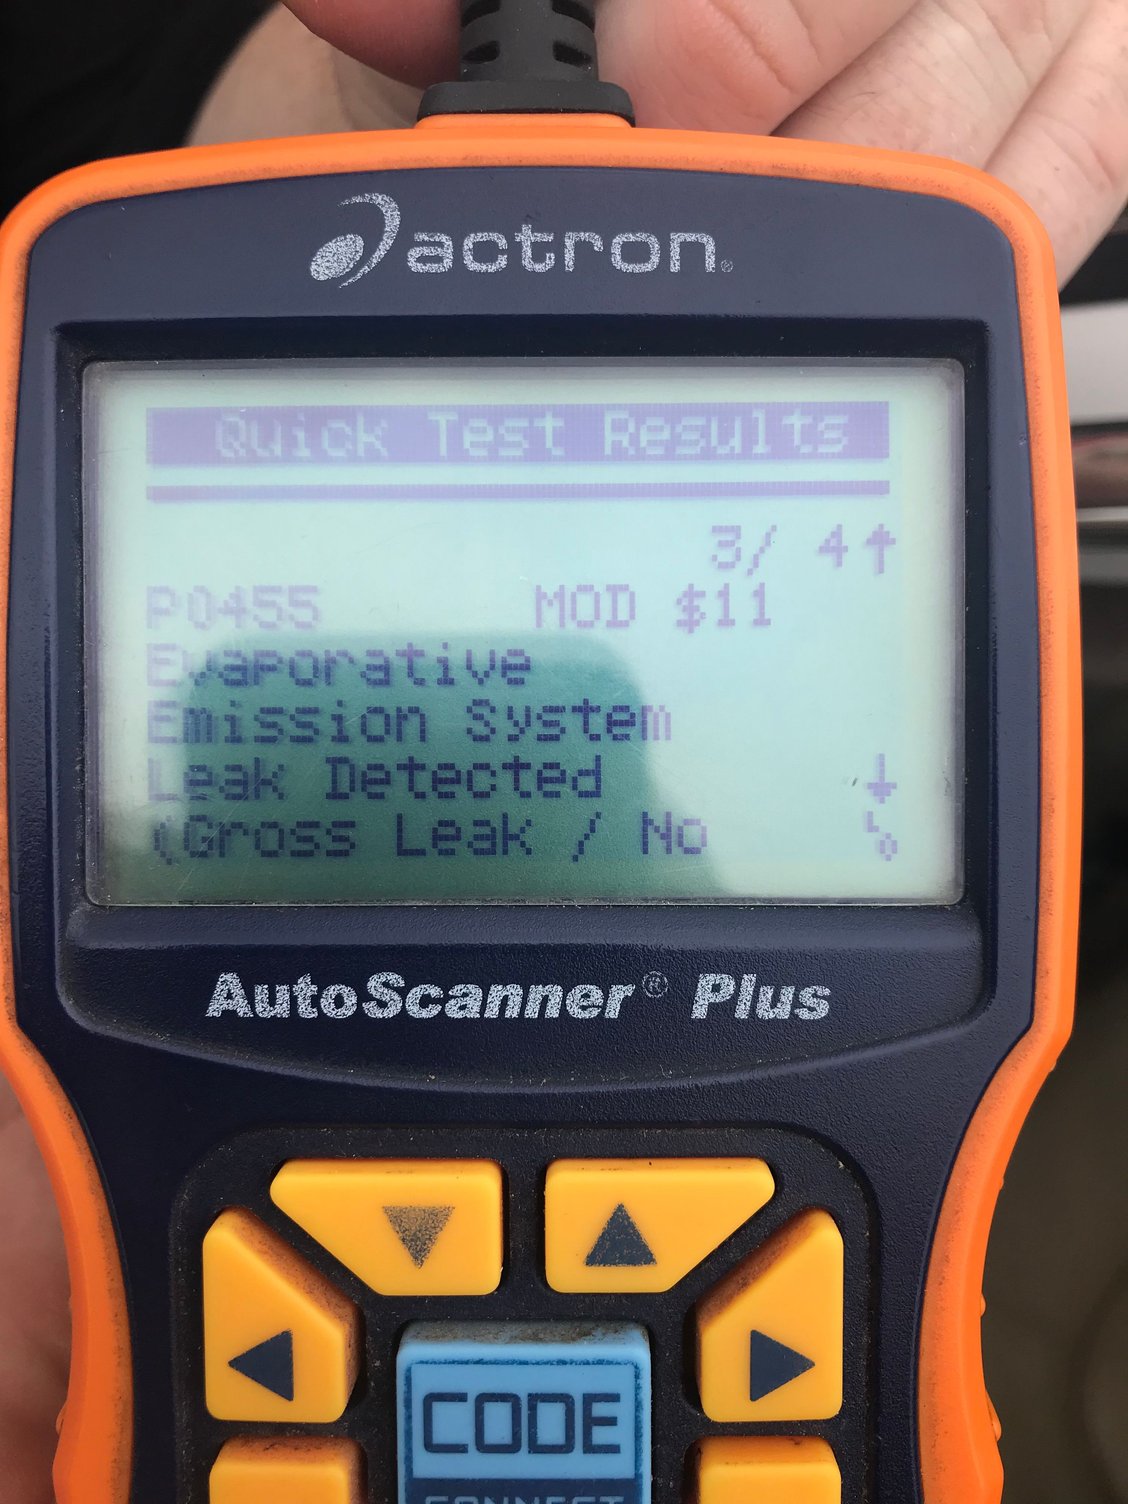 actron®
Quick Test Results
3/ 4↑
P0455 MOD $11
Evaporative
Emission System
Leak Detected ↓
(Gross Leak / No
AutoScanner® Plus
CODE
CONNECT